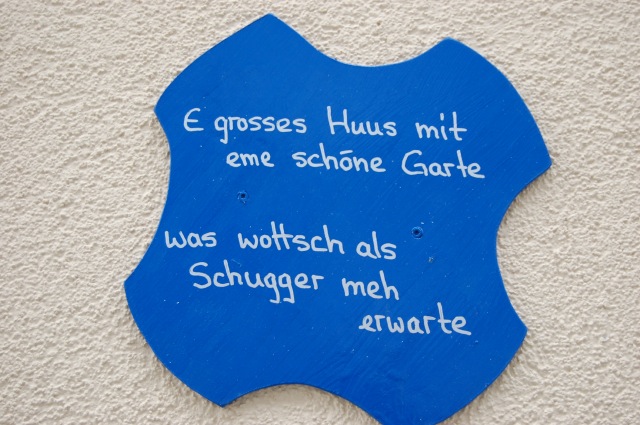 E grosses Huus mit
eme schöne Garte
was wottsch als
Schugger meh
erwarte